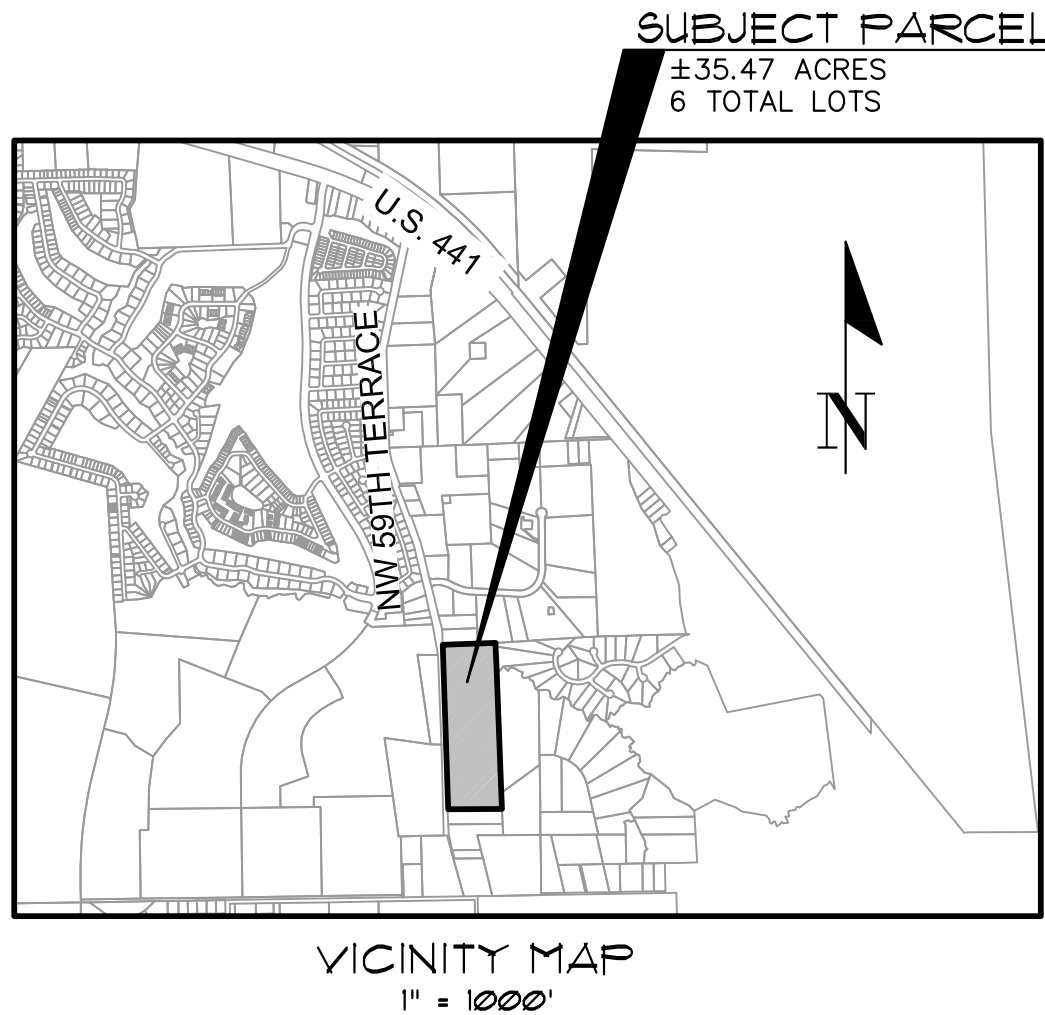 SUBJECT PARCEL
±35.47 ACRES
6 TOTAL LOTS
U.S. 441
NW 59TH TERRACE
N
VICINITY MAP
1" = 1000'